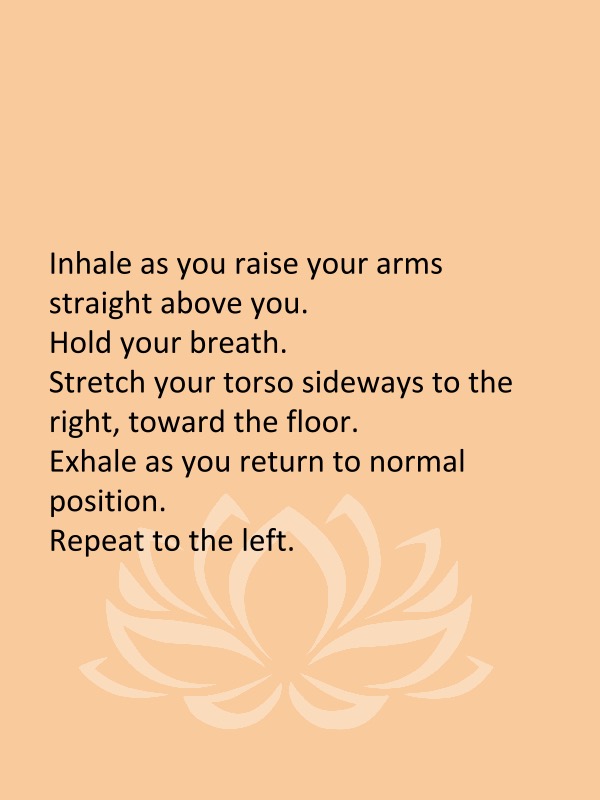 Inhale as you raise your arms
straight above you.
Hold your breath.
Stretch your torso sideways to the
right, toward the floor.
Exhale as you return to normal
position.
Repeat to the left.